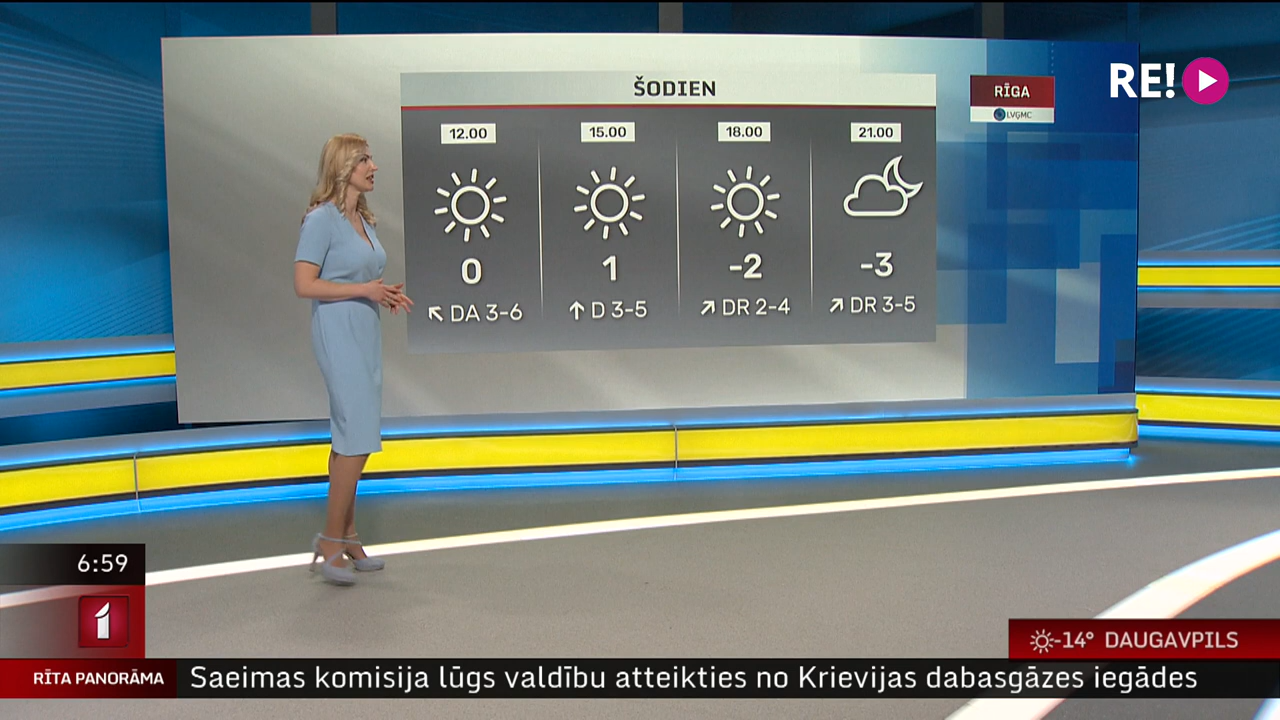 RE!
ŠODIEN
RĪGA
LVĢMC
12.00 15.00 18.00 21.00
0 1 -2 -3
DA 3-6 D 3-5 DR 2-4 DR 3-5
6:59
1
-14° DAUGAVPILS
RĪTA PANORĀMA Saeimas komisija lūgs valdību atteikties no Krievijas dabasgāzes iegādes